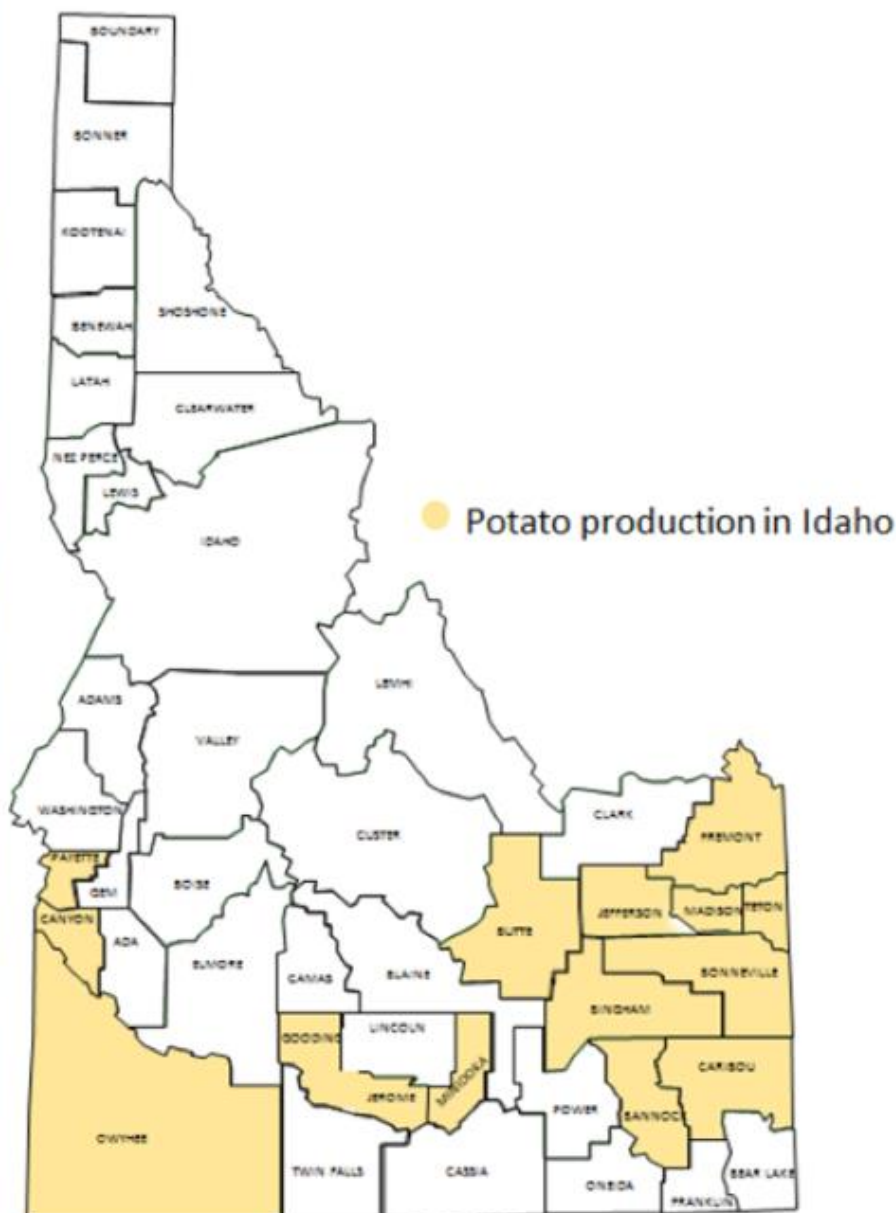 BOUNDARY
BONNER
KOOTENAI
SHOSHONE
BENEWAH
LATAH
CLEARWATER
NEZ PERCE
LEWIS
Potato production in Idaho
IDAHO
LEMHI
ADAMS
VALLEY
WASHINGTON
CUSTER
CLARK
FREMONT
PAYETTE
GEM
BOISE
JEFFERSON
MADISON
TETON
CANYON
ADA
BUTTE
ELMORE
CAMAS
BLAINE
BONNEVILLE
BINGHAM
GOODING
LINCOLN
MINIDOKA
JEROME
CARIBOU
POWER
BANNOC
OWYHEE
TWIN FALLS
CASSIA
ONEIDA
BEAR LAKE
FRANKLIN